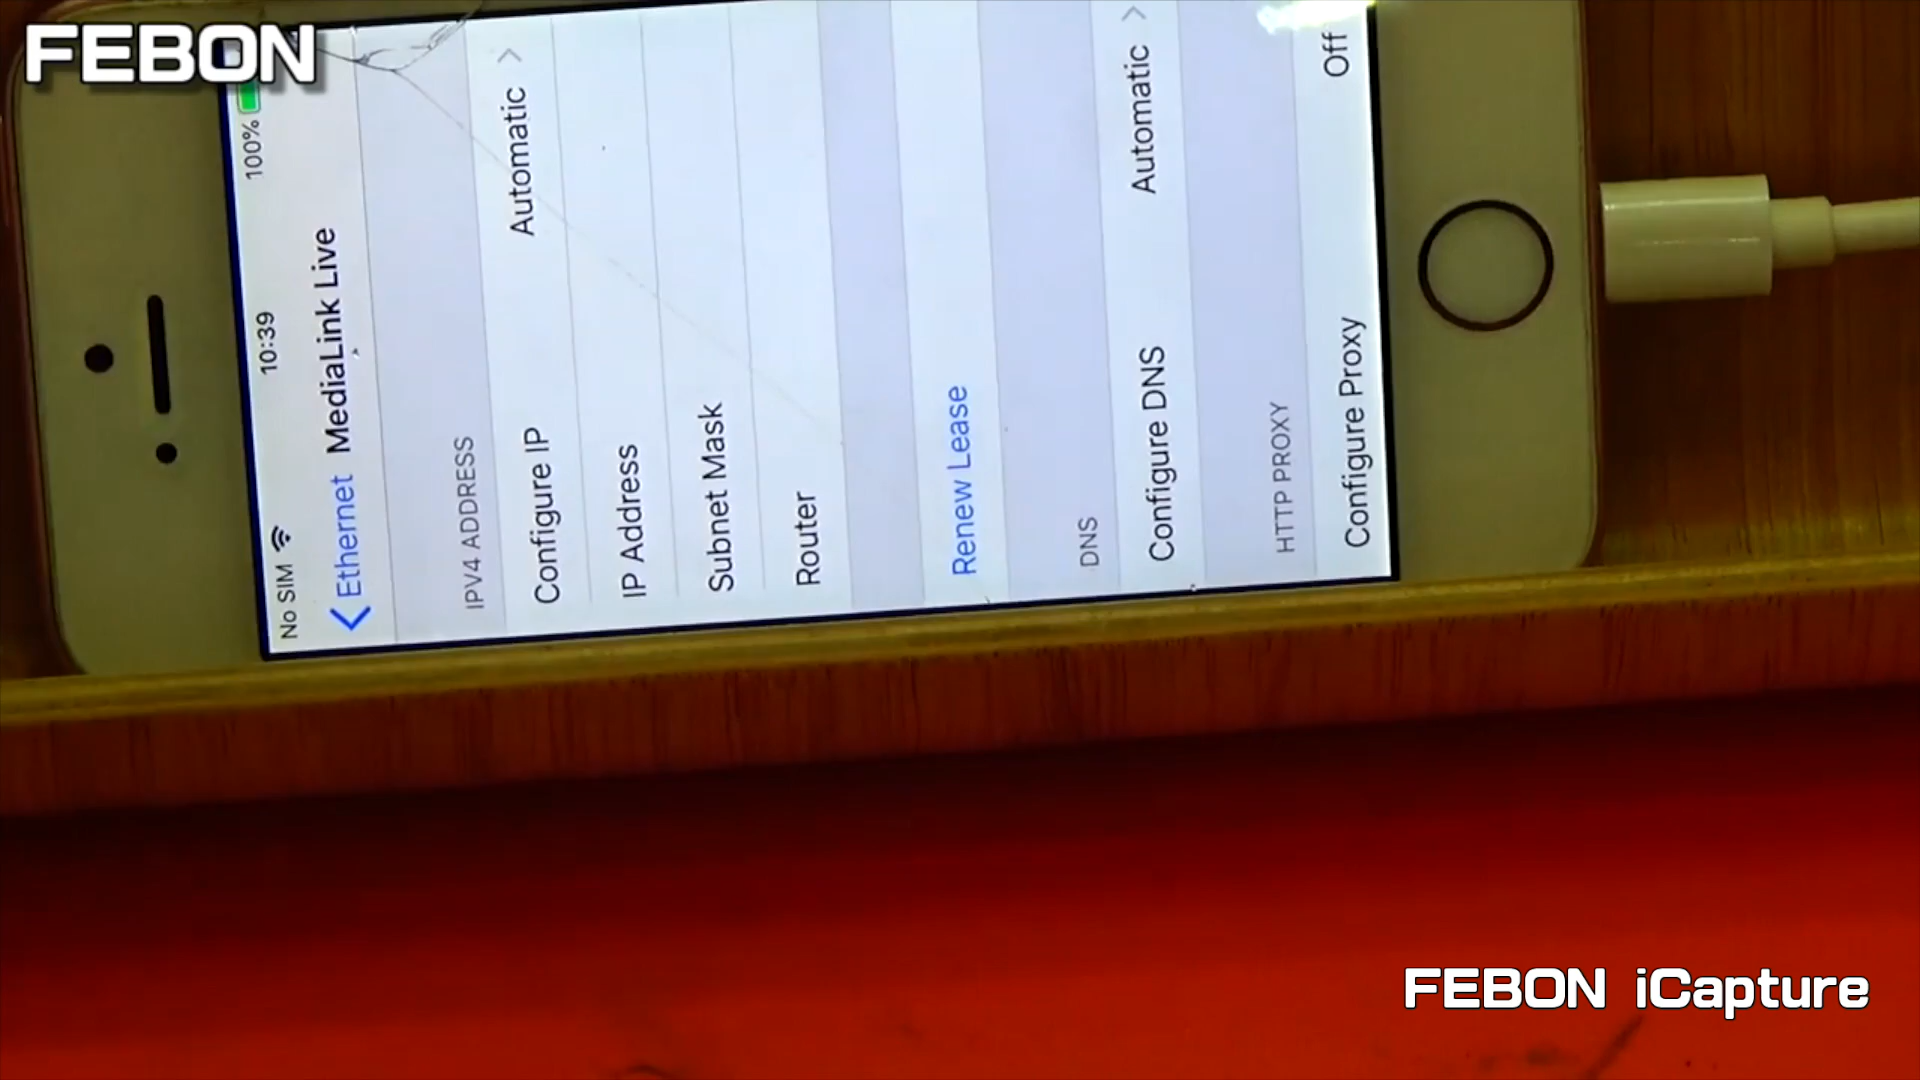 FEBON
No SIM 10:39 100%
Ethernet MediaLink Live
IPV4 ADDRESS
Configure IP Automatic
IP Address
Subnet Mask
Router
Renew Lease
DNS
Configure DNS Automatic
HTTP PROXY
Configure Proxy Off
FEBON iCapture